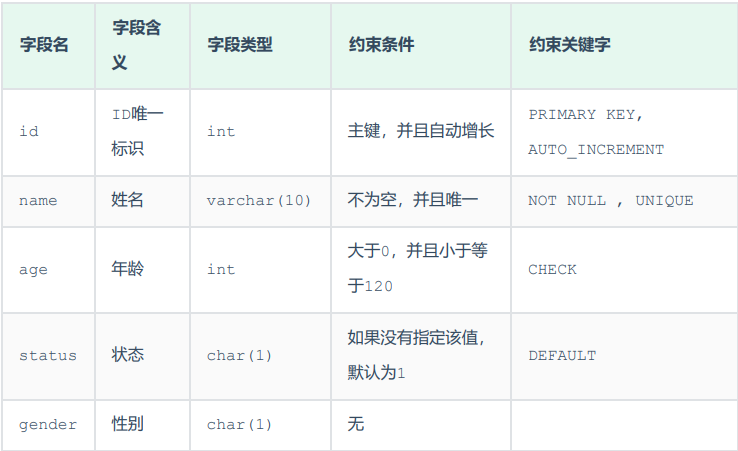 字段名 字段含义 字段类型 约束条件 约束关键字
id ID唯一标识 int 主键，并且自动增长 PRIMARY KEY, AUTO_INCREMENT
name 姓名 varchar(10) 不为空，并且唯一 NOT NULL , UNIQUE
age 年龄 int 大于0，并且小于等于120 CHECK
status 状态 char(1) 如果没有指定该值，默认为1 DEFAULT
gender 性别 char(1) 无